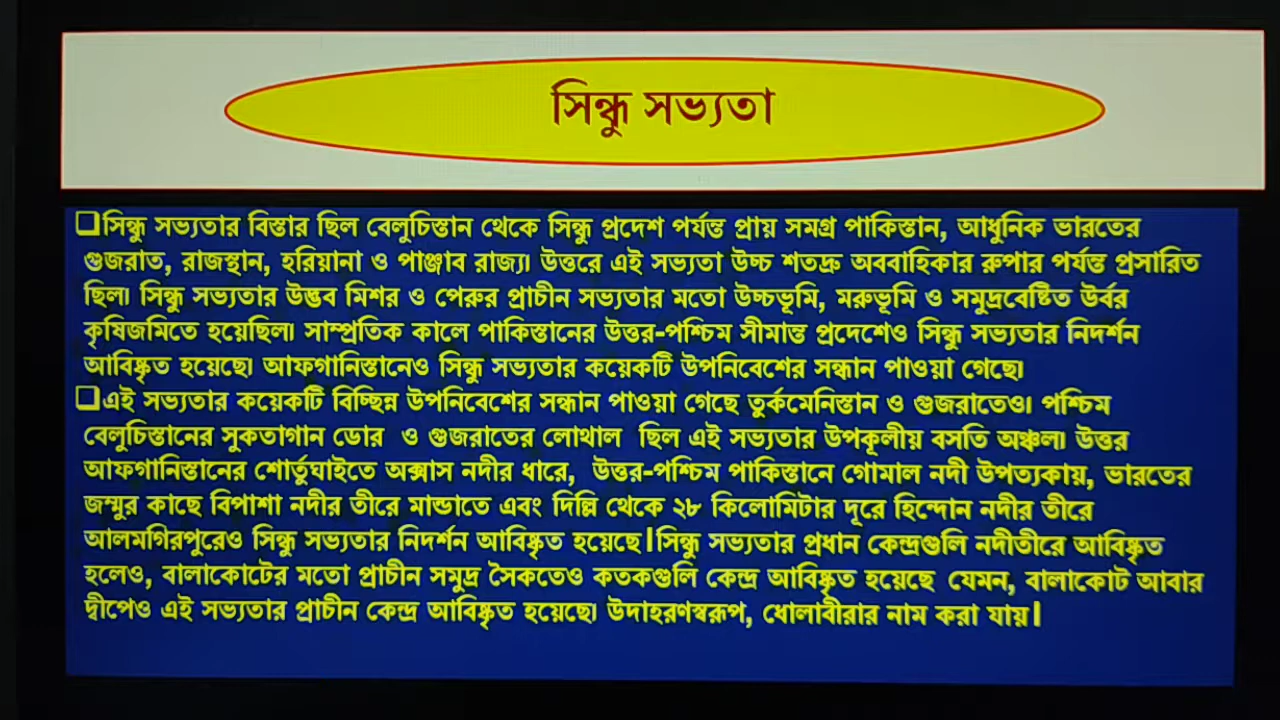 সিন্ধু সভ্যতা
❑সিন্ধু সভ্যতার বিস্তার ছিল বেলুচিস্তান থেকে সিন্ধু প্রদেশ পর্যন্ত প্রায় সমগ্র পাকিস্তান, আধুনিক ভারতের
গুজরাত, রাজস্থান, হরিয়ানা ও পাঞ্জাব রাজ্য। উত্তরে এই সভ্যতা উচ্চ শতদ্রু অববাহিকার রুপার পর্যন্ত প্রসারিত
ছিল। সিন্ধু সভ্যতার উদ্ভব মিশর ও পেরুর প্রাচীন সভ্যতার মতো উচ্চভূমি, মরুভূমি ও সমুদ্রবেষ্টিত উর্বর
কৃষিজমিতে হয়েছিল। সাম্প্রতিক কালে পাকিস্তানের উত্তর-পশ্চিম সীমান্ত প্রদেশেও সিন্ধু সভ্যতার নিদর্শন
আবিষ্কৃত হয়েছে। আফগানিস্তানেও সিন্ধু সভ্যতার কয়েকটি উপনিবেশের সন্ধান পাওয়া গেছে।
❑এই সভ্যতার কয়েকটি বিচ্ছিন্ন উপনিবেশের সন্ধান পাওয়া গেছে তুর্কমেনিস্তান ও গুজরাতেও। পশ্চিম
বেলুচিস্তানের সুকতাগান ডোর ও গুজরাতের লোথাল ছিল এই সভ্যতার উপকূলীয় বসতি অঞ্চল। উত্তর
আফগানিস্তানের শোর্তুঘাইতে অক্সাস নদীর ধারে, উত্তর-পশ্চিম পাকিস্তানে গোমাল নদী উপত্যকায়, ভারতের
জম্মুর কাছে বিপাশা নদীর তীরে মান্ডাতে এবং দিল্লি থেকে ২৮ কিলোমিটার দূরে হিন্দোন নদীর তীরে
আলমগিরপুরেও সিন্ধু সভ্যতার নিদর্শন আবিষ্কৃত হয়েছে।সিন্ধু সভ্যতার প্রধান কেন্দ্রগুলি নদীতীরে আবিষ্কৃত
হলেও, বালাকোটের মতো প্রাচীন সমুদ্র সৈকতেও কতকগুলি কেন্দ্র আবিষ্কৃত হয়েছে যেমন, বালাকোট আবার
দ্বীপেও এই সভ্যতার প্রাচীন কেন্দ্র আবিষ্কৃত হয়েছে। উদাহরণস্বরূপ, ধোলাবীরার নাম করা যায়।